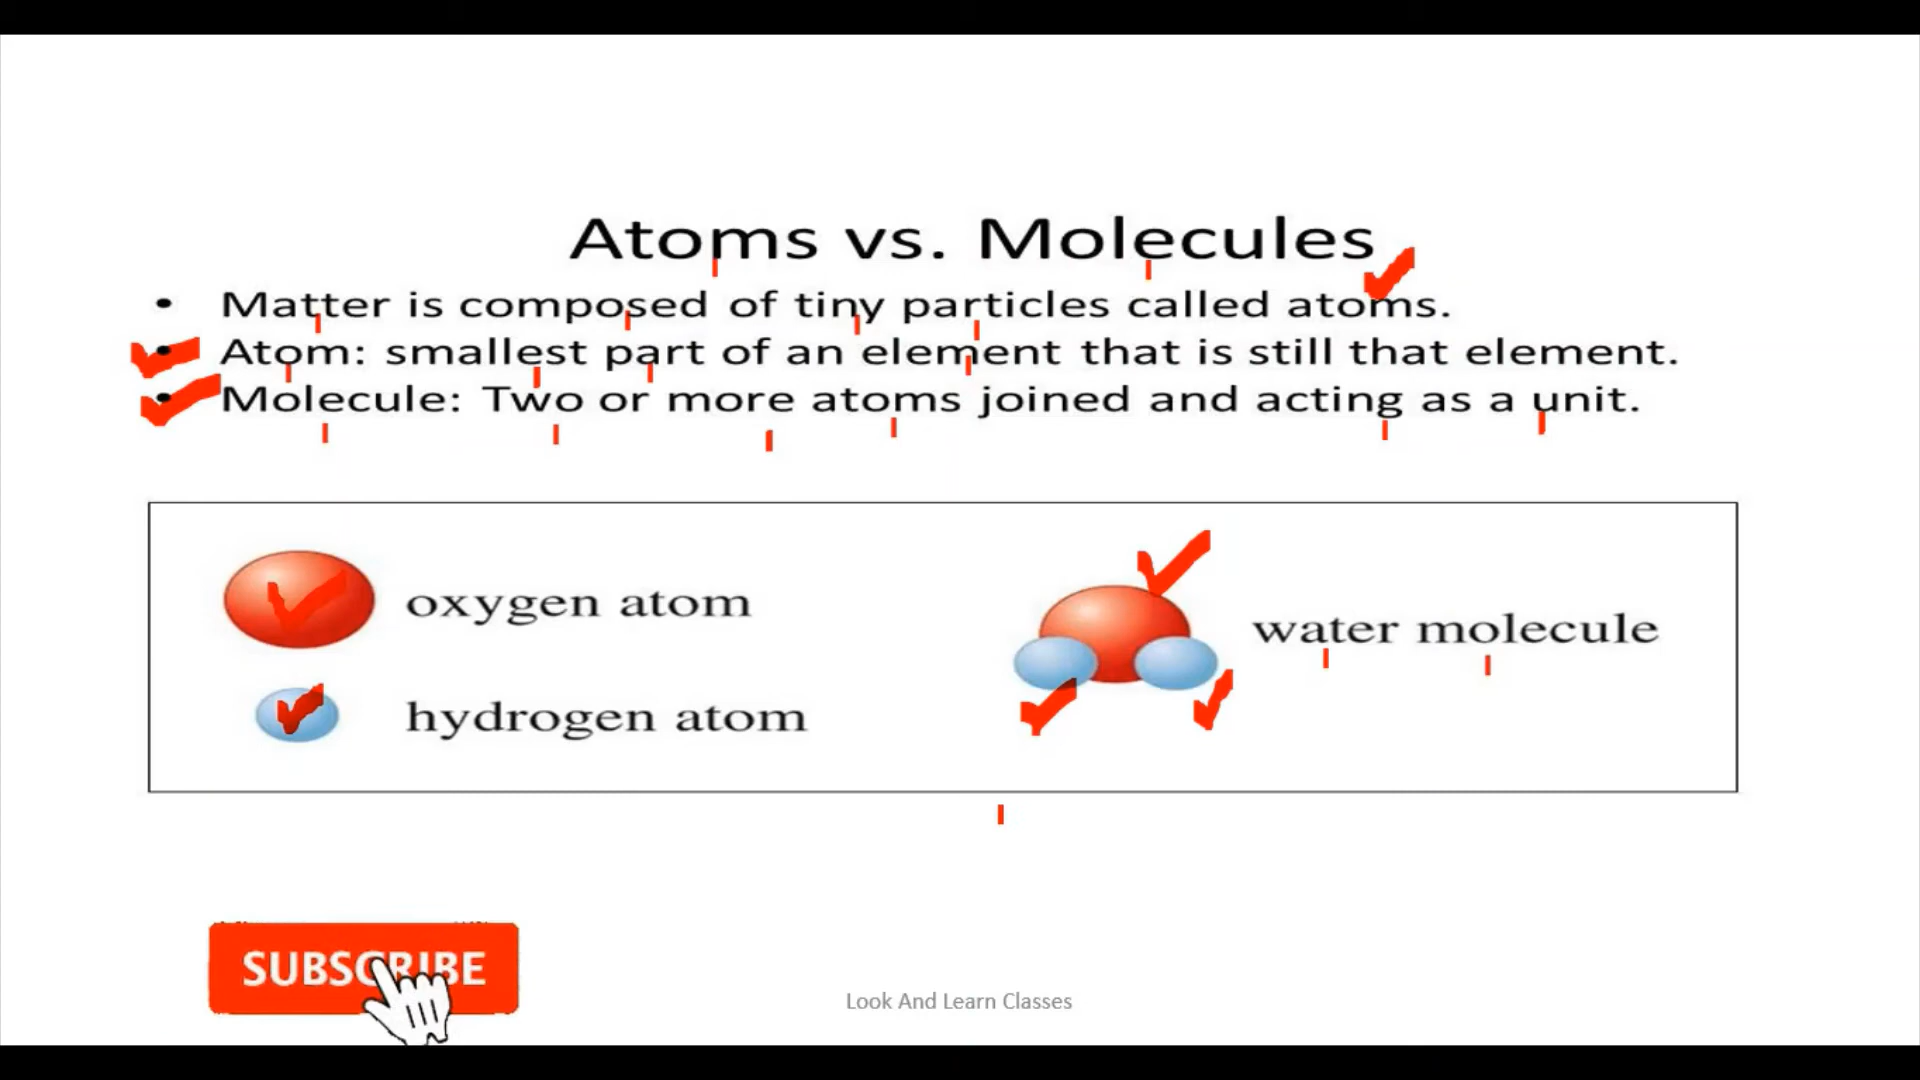 Atoms vs. Molecules
• Matter is composed of tiny particles called atoms.
• Atom: smallest part of an element that is still that element.
• Molecule: Two or more atoms joined and acting as a unit.
oxygen atom
water molecule
hydrogen atom
SUBSCRIBE
Look And Learn Classes